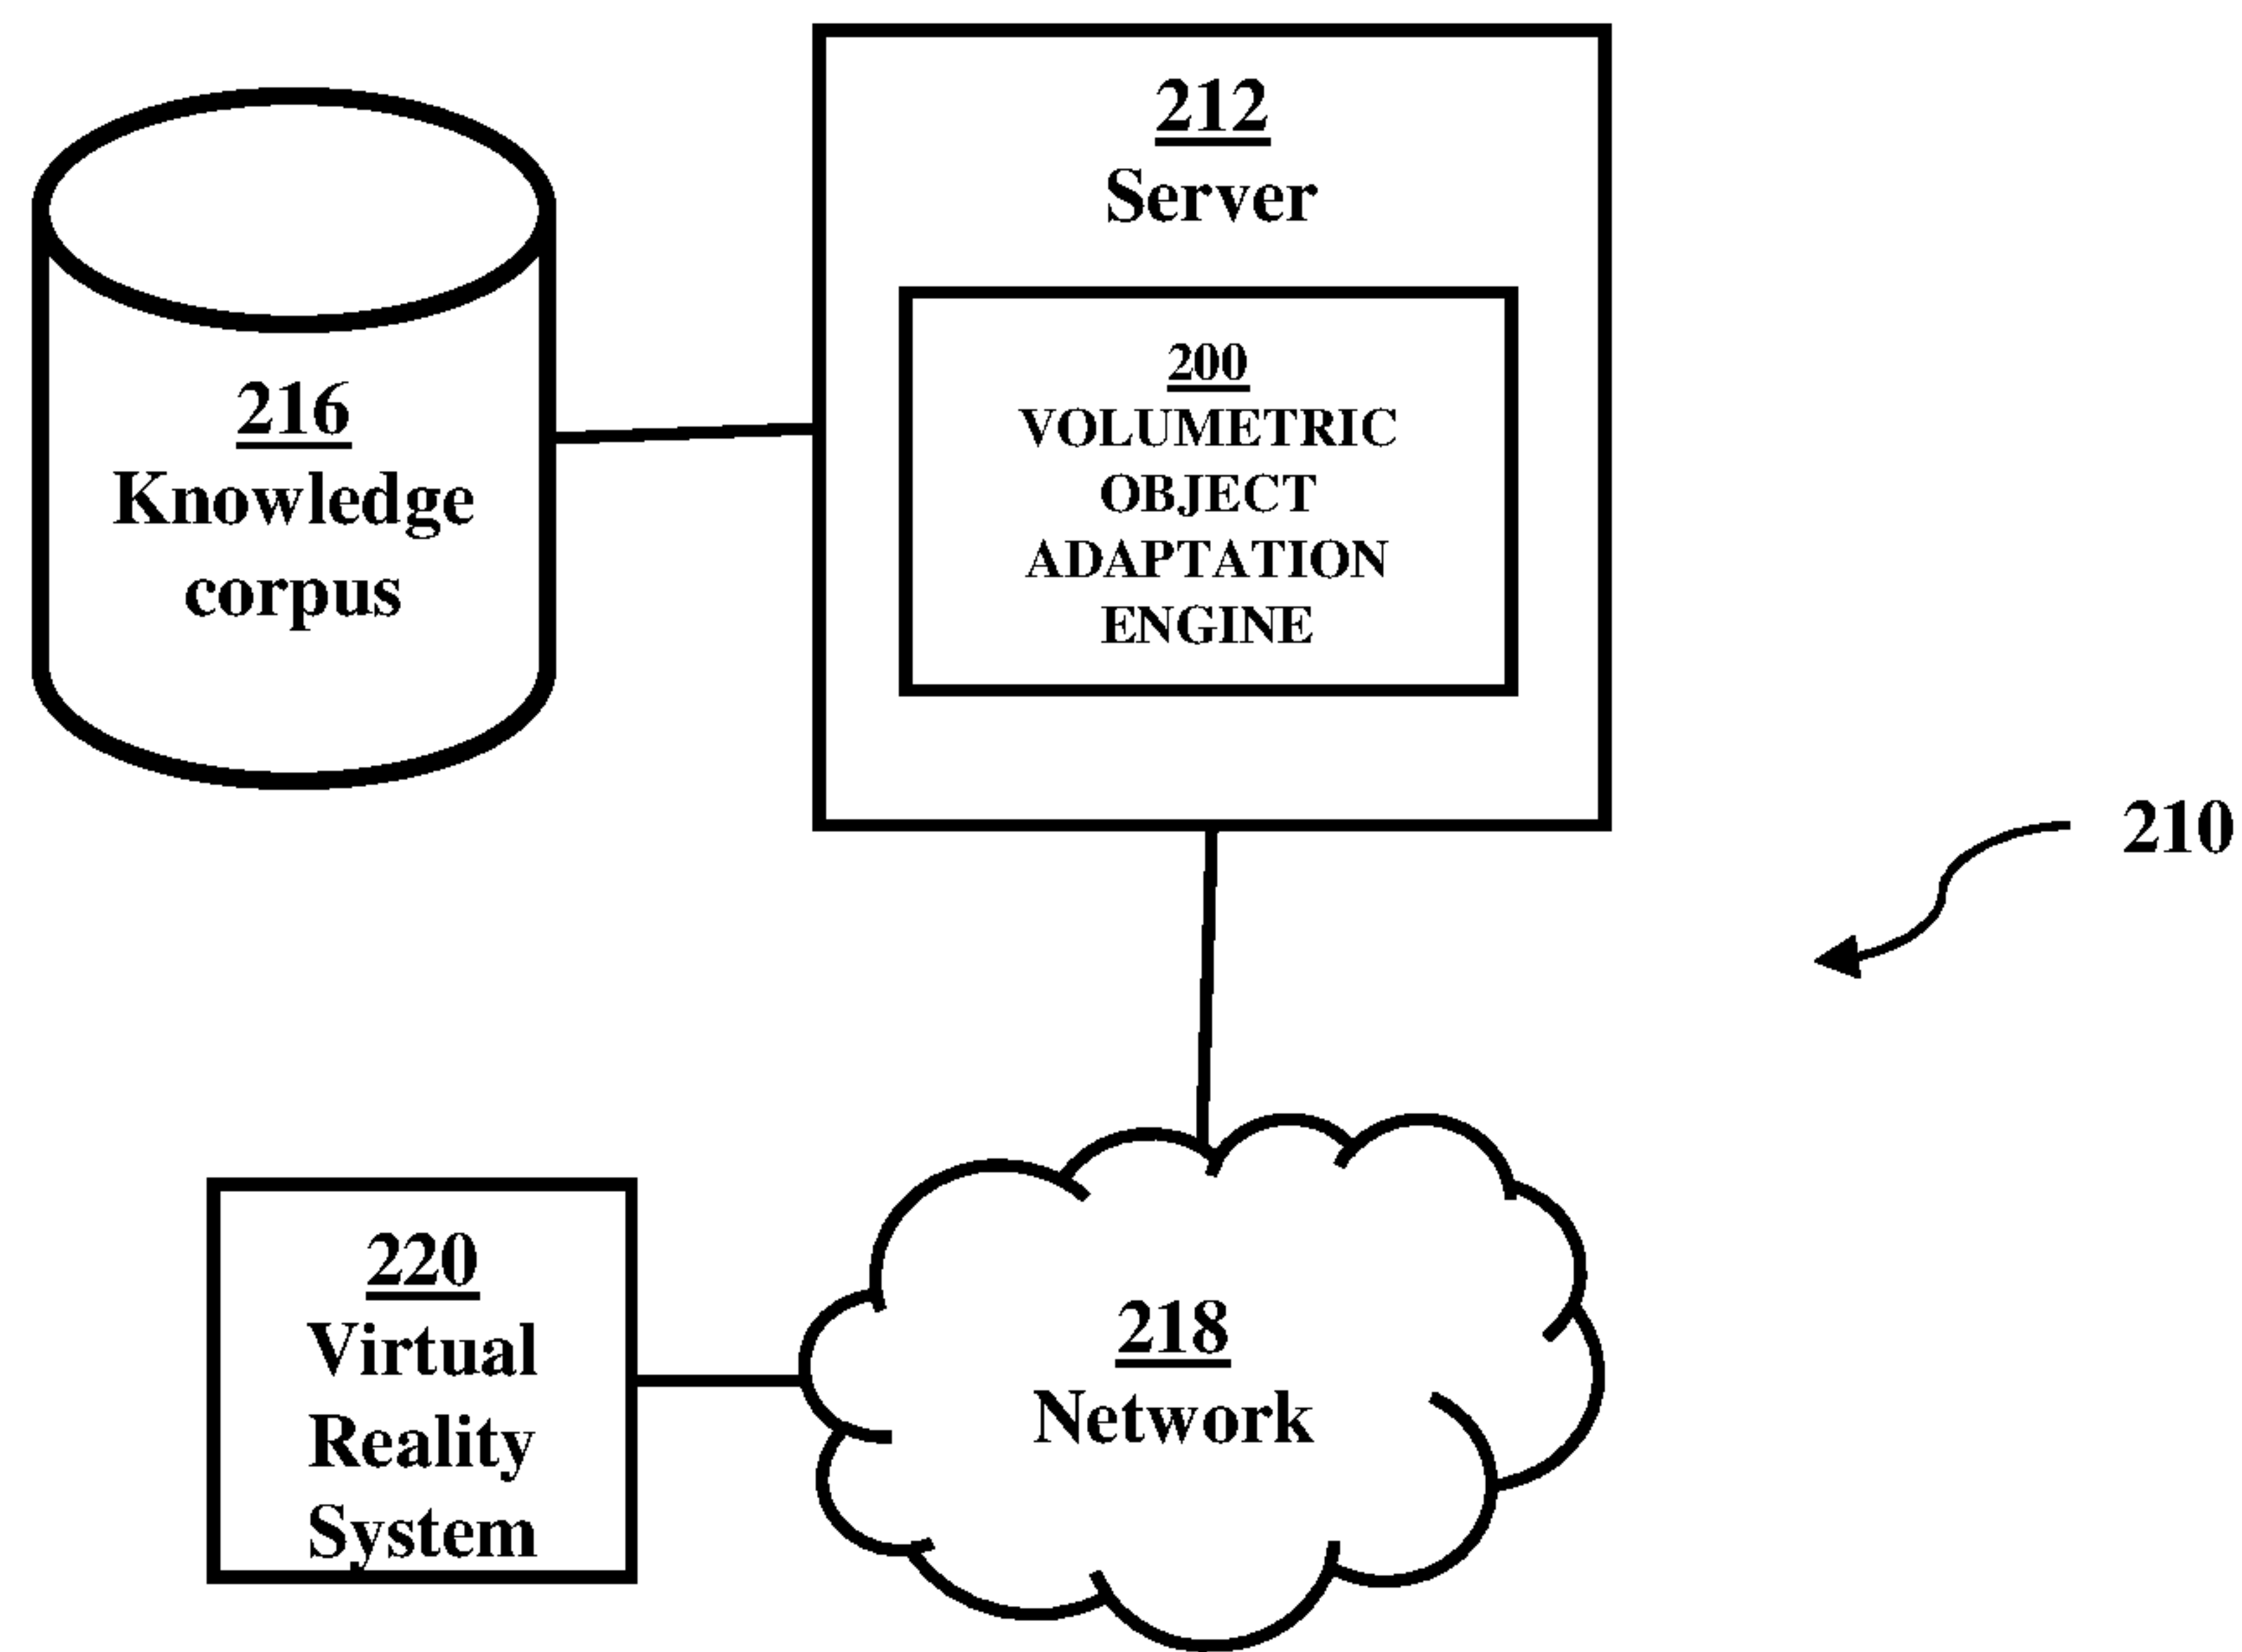 212
Server
200
VOLUMETRIC
OBJECT
ADAPTATION
ENGINE
216
Knowledge
corpus
210
220
Virtual
Reality
System
218
Network